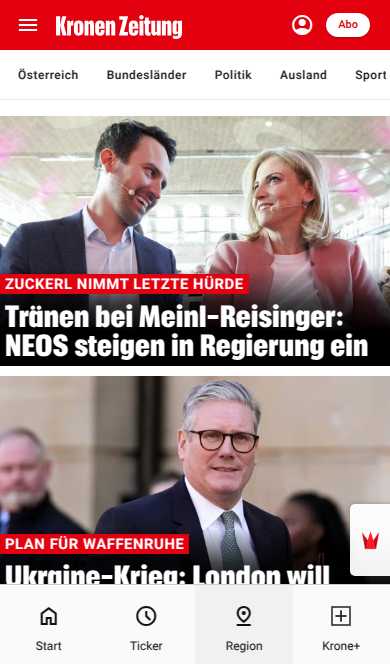 Kronen Zeitung
Abo
Österreich Bundesländer Politik Ausland Sport
ZUCKERL NIMMT LETZTE HÜRDE
Tränen bei Meinl-Reisinger:
NEOS steigen in Regierung ein
PLAN FÜR WAFFENRUHE
Ukraine-Krieg: London will
Start Ticker Region Krone+